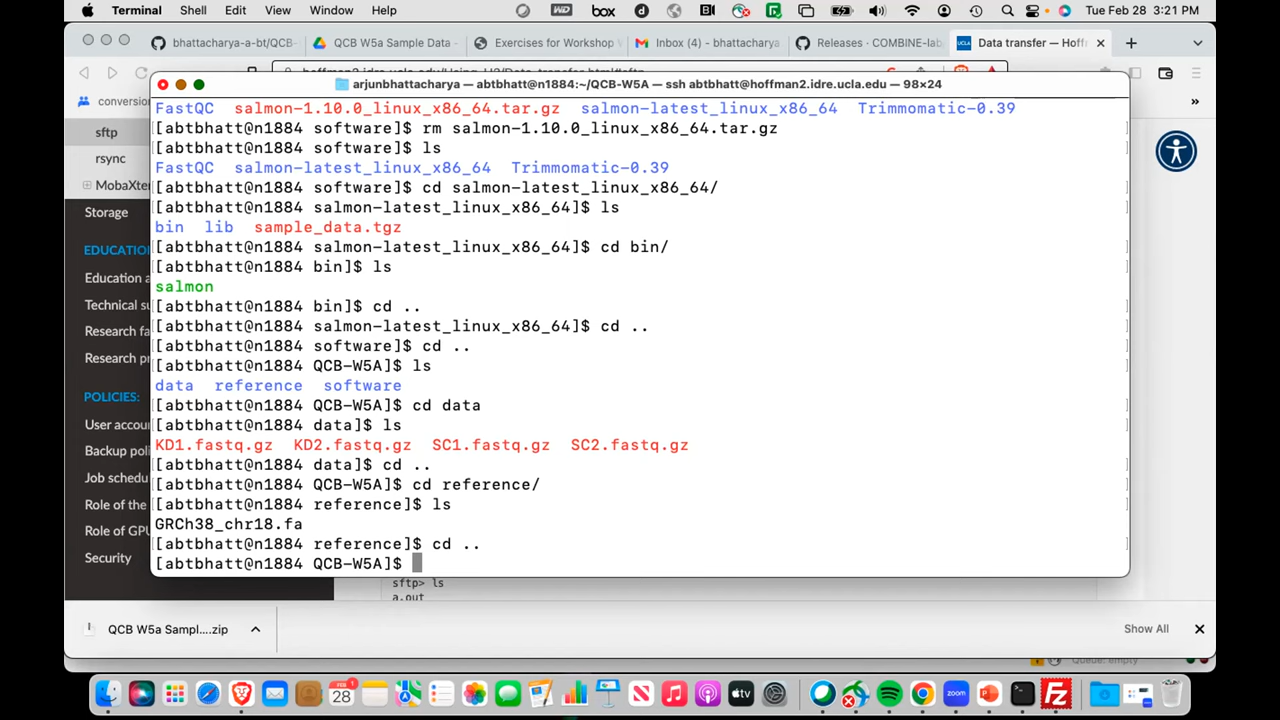 Terminal Shell Edit View Window Help Tue Feb 28 3:21 PM
bhattacharya-a-bt/QCB- QCB W5a Sample Data - Exercises for Workshop Inbox (4) - bhattacharya. Releases · COMBINE-lab Data transfer — Hoff
arjunbhattacharya — abtbhatt@n1884:~/QCB-W5A — ssh abtbhatt@hoffman2.idre.ucla.edu — 98×24
conversion
sftp
rsync
MobaXter
Storage
EDUCATION
Education a
Technical su
Research fa
Research pr
POLICIES:
User accou
Backup poli
Job schedu
Role of the
Role of GPU
Security
FastQC salmon-1.10.0_linux_x86_64.tar.gz salmon-latest_linux_x86_64 Trimmomatic-0.39
[abtbhatt@n1884 software]$ rm salmon-1.10.0_linux_x86_64.tar.gz
[abtbhatt@n1884 software]$ ls
FastQC salmon-latest_linux_x86_64 Trimmomatic-0.39
[abtbhatt@n1884 software]$ cd salmon-latest_linux_x86_64/
[abtbhatt@n1884 salmon-latest_linux_x86_64]$ ls
bin lib sample_data.tgz
[abtbhatt@n1884 salmon-latest_linux_x86_64]$ cd bin/
[abtbhatt@n1884 bin]$ ls
salmon
[abtbhatt@n1884 bin]$ cd ..
[abtbhatt@n1884 salmon-latest_linux_x86_64]$ cd ..
[abtbhatt@n1884 software]$ cd ..
[abtbhatt@n1884 QCB-W5A]$ ls
data reference software
[abtbhatt@n1884 QCB-W5A]$ cd data
[abtbhatt@n1884 data]$ ls
KD1.fastq.gz KD2.fastq.gz SC1.fastq.gz SC2.fastq.gz
[abtbhatt@n1884 data]$ cd ..
[abtbhatt@n1884 QCB-W5A]$ cd reference/
[abtbhatt@n1884 reference]$ ls
GRCh38_chr18.fa
[abtbhatt@n1884 reference]$ cd ..
[abtbhatt@n1884 QCB-W5A]$
sftp> ls
a.out
QCB W5a Sampl....zip Show All
Queue: empty
FEB 28